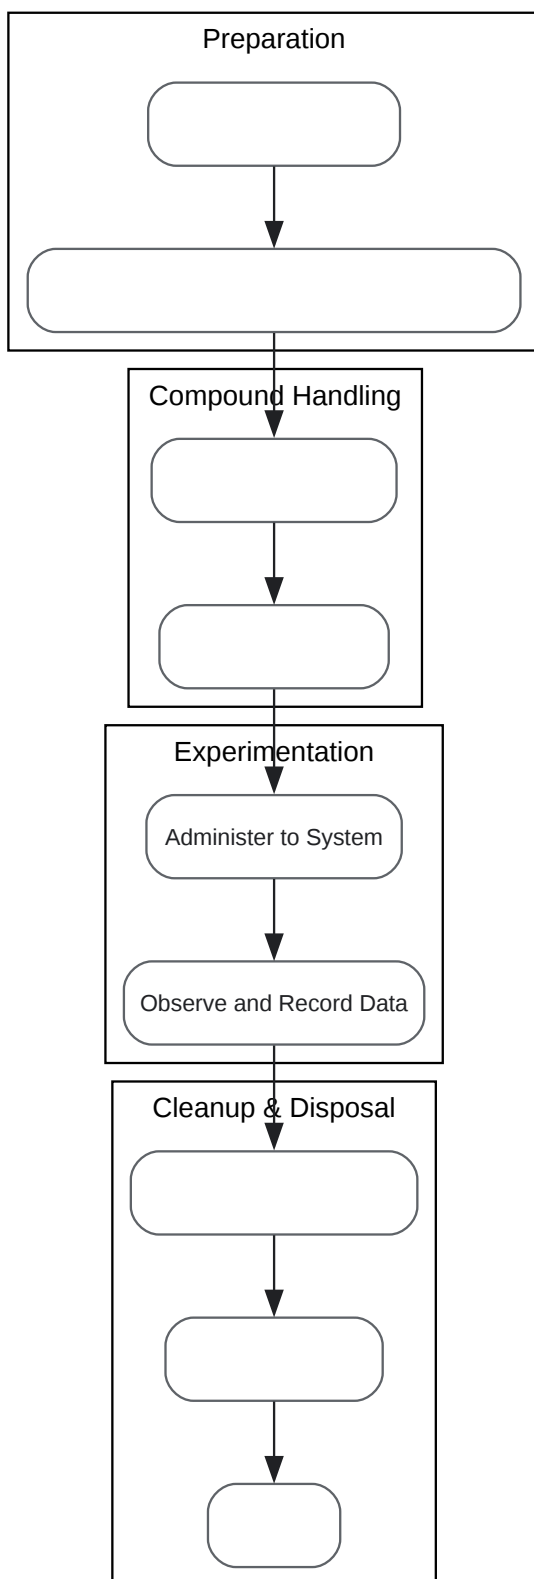 Preparation
Compound Handling
Experimentation
Administer to System
Observe and Record Data
Cleanup & Disposal